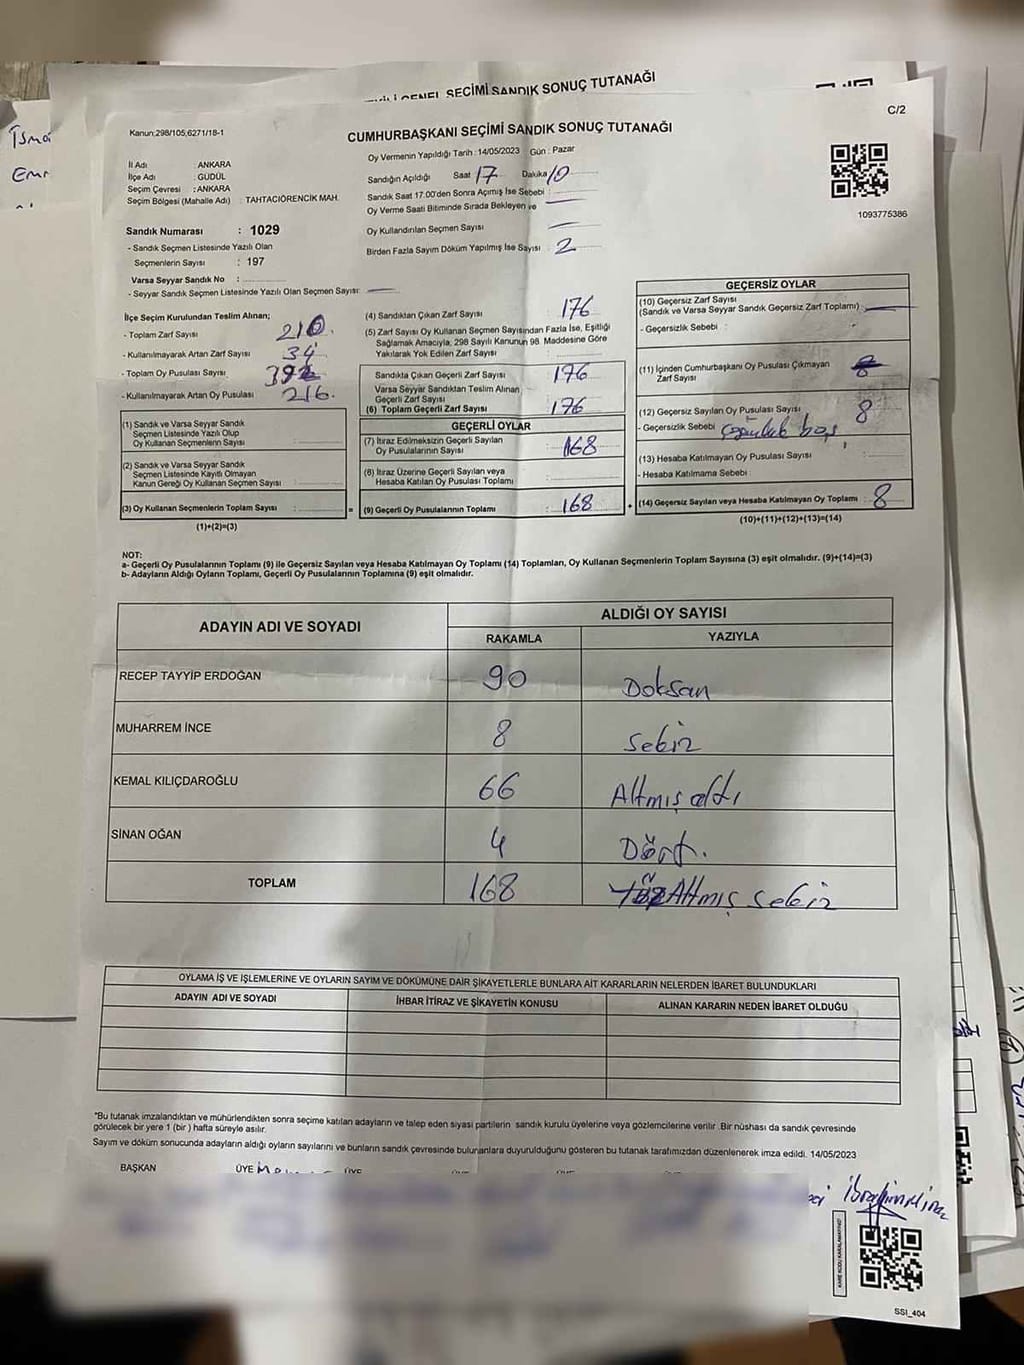 GENEL SEÇİMİ SANDIK SONUÇ TUTANAĞI
C/2
Kanun:298/105,6271/18-1
CUMHURBAŞKANI SEÇİMİ SANDIK SONUÇ TUTANAĞI
Oy Vermenin Yapıldığı Tarih : 14/05/2023 Gün : Pazar
İl Adı : ANKARA
İlçe Adı : GÜDÜL
Seçim Çevresi : ANKARA
Seçim Bölgesi (Mahalle Adı) : TAHTACIÖRENCİK MAH.
Sandığın Açıldığı Saat 17 Dakika 10
Sandık Saat 17.00'den Sonra Açımış İse Sebebi :
Oy Verme Saati Bitiminde Sırada Bekleyen ve
Oy Kullandırılan Seçmen Sayısı
Birden Fazla Sayım Döküm Yapılmış İse Sayısı : 2
1093775386
Sandık Numarası : 1029
- Sandık Seçmen Listesinde Yazılı Olan
Seçmenlerin Sayısı : 197
Varsa Seyyar Sandık No :
- Seyyar Sandık Seçmen Listesinde Yazılı Olan Seçmen Sayısı:
İlçe Seçim Kurulundan Teslim Alınan;
- Toplam Zarf Sayısı 210
- Kullanılmayarak Artan Zarf Sayısı : 34
- Toplam Oy Pusulası Sayısı : 392
- Kullanılmayarak Artan Oy Pusulası : 216
(1) Sandık ve Varsa Seyyar Sandık
Seçmen Listesinde Yazılı Olup
Oy Kullanan Seçmenlerin Sayısı :
(2) Sandık ve Varsa Seyyar Sandık
Seçmen Listesinde Kayıtlı Olmayan
Kanun Gereği Oy Kullanan Seçmen Sayısı :
(3) Oy Kullanan Seçmenlerin Toplam Sayısı :
(1)+(2)=(3)
(4) Sandıktan Çıkan Zarf Sayısı : 176
(5) Zarf Sayısı Oy Kullanan Seçmen Sayısından Fazla İse, Eşitliği
Sağlamak Amacıyla, 298 Sayılı Kanunun 98. Maddesine Göre
Yakılarak Yok Edilen Zarf Sayısı :
Sandıkta Çıkan Geçerli Zarf Sayısı : 176
Varsa Seyyar Sandıktan Teslim Alınan
Geçerli Zarf Sayısı
(6) Toplam Geçerli Zarf Sayısı : 176
GEÇERLİ OYLAR
(7) İtiraz Edilmeksizin Geçerli Sayılan
Oy Pusulalarının Sayısı : 168
(8) İtiraz Üzerine Geçerli Sayılan veya
Hesaba Katılan Oy Pusulası Toplamı :
(9) Geçerli Oy Pusulalarının Toplamı : 168
GEÇERSİZ OYLAR
(10) Geçersiz Zarf Sayısı
(Sandık ve Varsa Seyyar Sandık Geçersiz Zarf Toplamı) :
- Geçersizlik Sebebi :
(11) İçinden Cumhurbaşkanı Oy Pusulası Çıkmayan
Zarf Sayısı
(12) Geçersiz Sayılan Oy Pusulası Sayısı : 8
- Geçersizlik Sebebi boş
(13) Hesaba Katılmayan Oy Pusulası Sayısı :
- Hesaba Katılmama Sebebi :
(14) Geçersiz Sayılan veya Hesaba Katılmayan Oy Toplamı : 8
(10)+(11)+(12)+(13)=(14)
NOT:
a- Geçerli Oy Pusulalarının Toplamı (9) ile Geçersiz Sayılan veya Hesaba Katılmayan Oy Toplamı (14) Toplamları, Oy Kullanan Seçmenlerin Toplam Sayısına (3) eşit olmalıdır. (9)+(14)=(3)
b- Adayların Aldığı Oyların Toplamı, Geçerli Oy Pusulalarının Toplamına (9) eşit olmalıdır.
ADAYIN ADI VE SOYADI
ALDIĞI OY SAYISI
RAKAMLA YAZIYLA
RECEP TAYYİP ERDOĞAN 90 Doksan
MUHARREM İNCE 8 Sekiz
KEMAL KILIÇDAROĞLU 66 Altmış altı
SİNAN OĞAN 4 Dört.
TOPLAM 168 Yüz Altmış sekiz
OYLAMA İŞ VE İŞLEMLERİNE VE OYLARIN SAYIM VE DÖKÜMÜNE DAİR ŞİKAYETLERLE BUNLARA AİT KARARLARIN NELERDEN İBARET BULUNDUKLARI
ADAYIN ADI VE SOYADI İHBAR İTİRAZ VE ŞİKAYETİN KONUSU ALINAN KARARIN NEDEN İBARET OLDUĞU
*Bu tutanak imzalandıktan ve mühürlendikten sonra seçime katılan adayların ve talep eden siyasi partilerin sandık kurulu üyelerine veya gözlemcilerine verilir .Bir nüshası da sandık çevresinde
görülecek bir yere 1 (bir ) hafta süreyle asılır.
Sayım ve döküm sonucunda adayların aldığı oyların sayılarını ve bunların sandık çevresinde bulunanlara duyurulduğunu gösteren bu tutanak tarafımızdan düzenlenerek imza edildi. 14/05/2023
BAŞKAN ÜYE ÜYE
KARE KODU KARALAMAYINIZ!
SSI_404